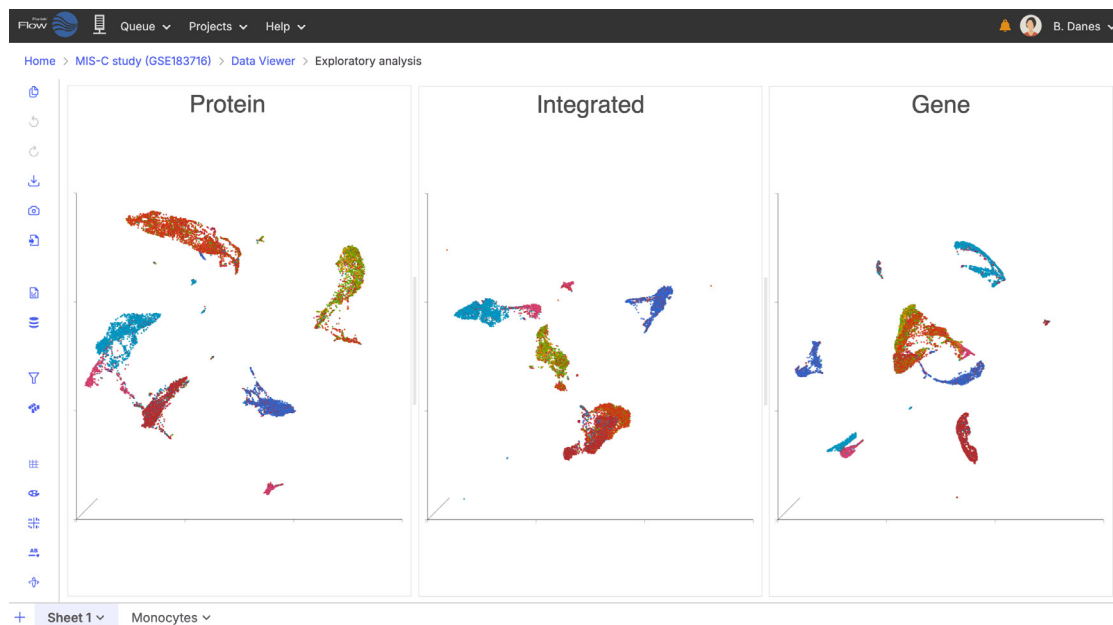 Partek
Flow
Queue Projects Help B. Danes
Home > MIS-C study (GSE183716) > Data Viewer > Exploratory analysis
Protein
Integrated
Gene
+ Sheet 1 Monocytes